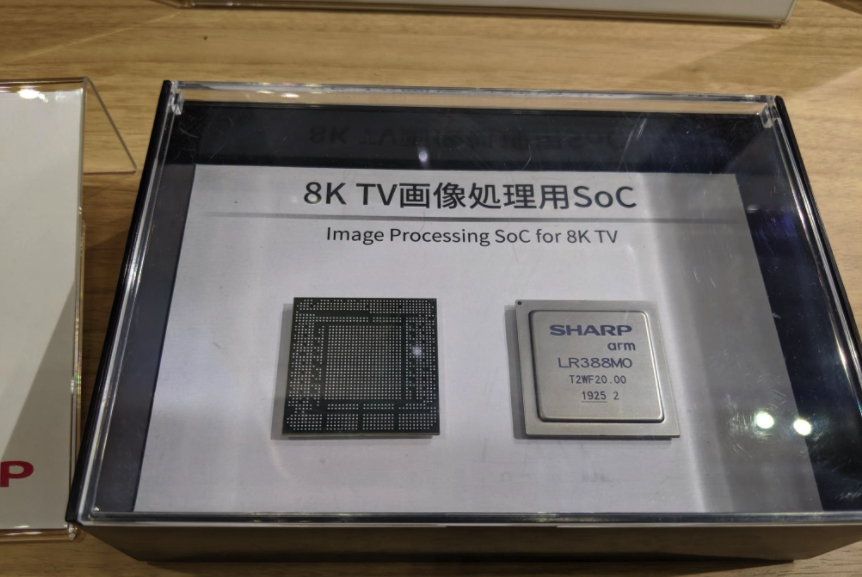 8K TV画像処理用SoC
Image Processing SoC for 8K TV
SHARP
arm
LR388M0
T2WF20.00
1925 2
P